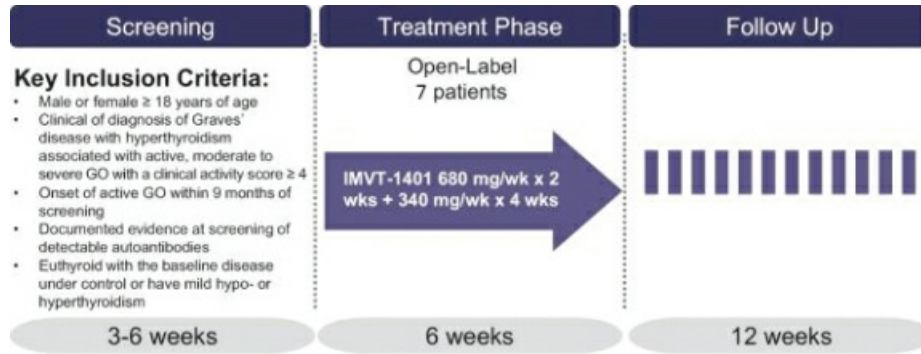 Screening
Treatment Phase
Follow Up
Key Inclusion Criteria:
• Male or female ≥ 18 years of age
• Clinical of diagnosis of Graves'
disease with hyperthyroidism
associated with active, moderate to
severe GO with a clinical activity score ≥ 4
• Onset of active GO within 9 months of
screening
• Documented evidence at screening of
detectable autoantibodies
• Euthyroid with the baseline disease
under control or have mild hypo- or
hyperthyroidism
Open-Label
7 patients
IMVT-1401 680 mg/wk x 2
wks + 340 mg/wk x 4 wks
3-6 weeks
6 weeks
12 weeks